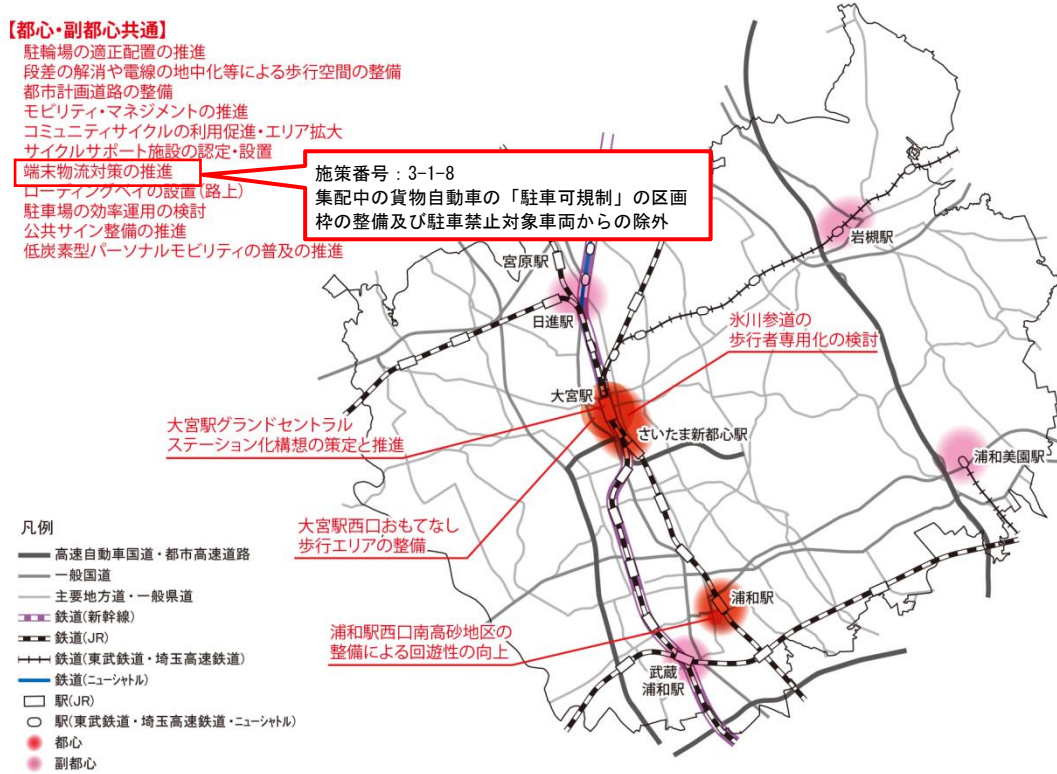 【都心・副都心共通】
駐輪場の適正配置の推進
段差の解消や電線の地中化等による歩行空間の整備
都市計画道路の整備
モビリティ・マネジメントの推進
コミュニティサイクルの利用促進・エリア拡大
サイクルサポート施設の認定・設置
端末物流対策の推進
ローディングベイの設置(路上)
駐車場の効率運用の検討
公共サイン整備の推進
低炭素型パーソナルモビリティの普及の推進
施策番号：3-1-8
集配中の貨物自動車の「駐車可規制」の区画
枠の整備及び駐車禁止対象車両からの除外
宮原駅
日進駅
岩槻駅
氷川参道の
歩行者専用化の検討
大宮駅
さいたま新都心駅
大宮駅グランドセントラル
ステーション化構想の策定と推進
浦和美園駅
大宮駅西口おもてなし
歩行エリアの整備
浦和駅
浦和駅西口南高砂地区の
整備による回遊性の向上
武蔵
浦和駅
凡例
高速自動車国道・都市高速道路
一般国道
主要地方道・一般県道
鉄道(新幹線)
鉄道(JR)
鉄道(東武鉄道・埼玉高速鉄道)
鉄道(ニューシャトル)
駅(JR)
駅(東武鉄道・埼玉高速鉄道・ニューシャトル)
都心
副都心